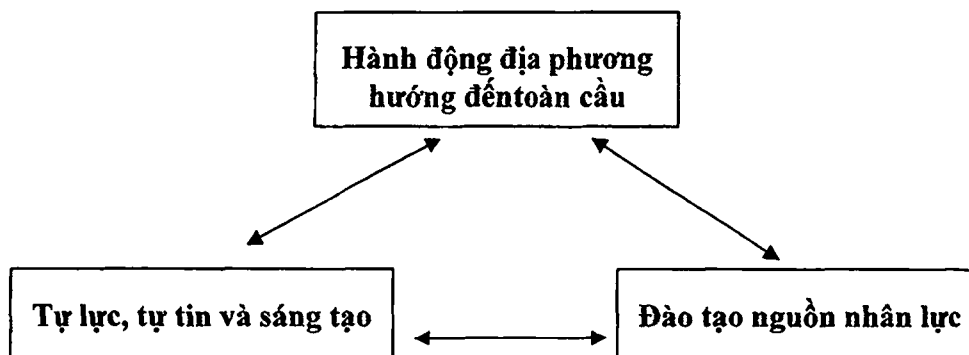 Hành động địa phương
hướng đếntoàn cầu
Tự lực, tự tin và sáng tạo
Đào tạo nguồn nhân lực